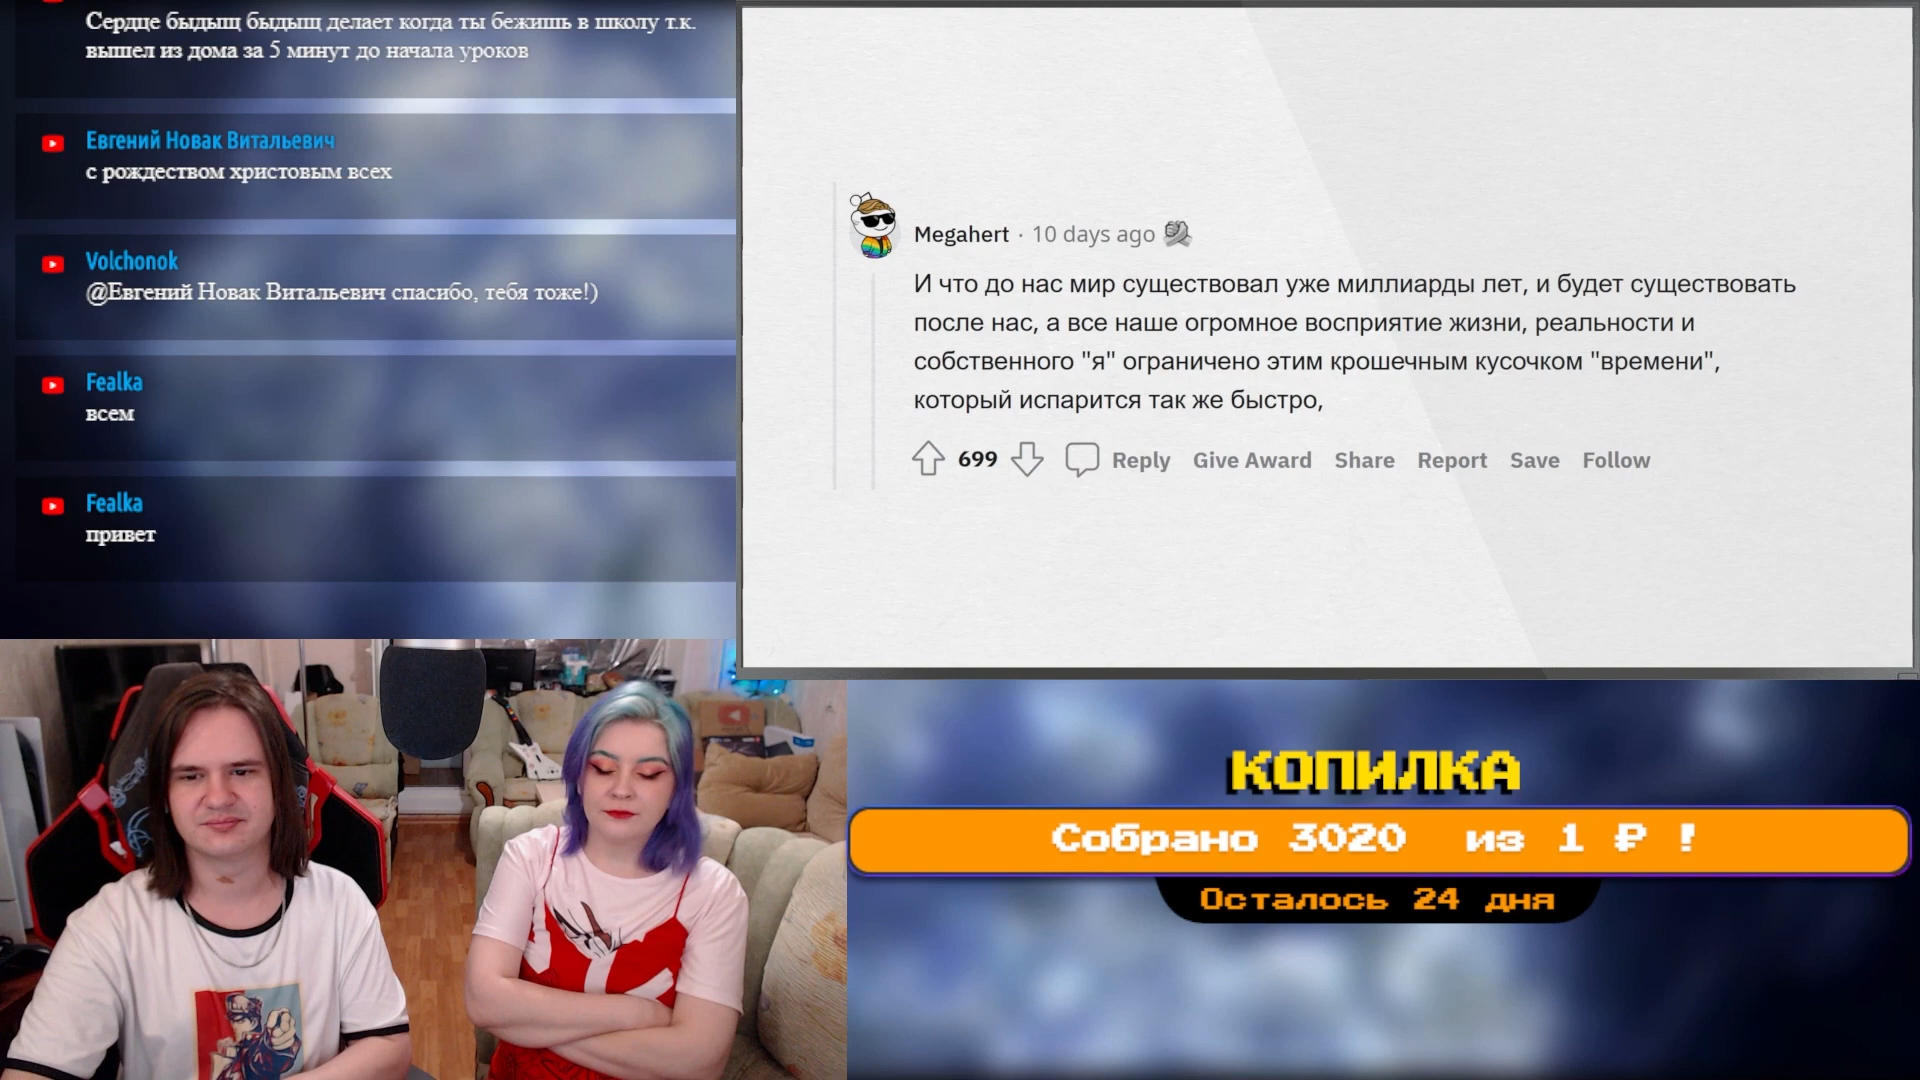 Сердце быдыщ быдыщ делает когда ты бежишь в школу т.к.
вышел из дома за 5 минут до начала уроков
Евгений Новак Витальевич
с рождеством христовым всех
Volchonok
@Евгений Новак Витальевич спасибо, тебя тоже!)
Fealka
всем
Fealka
привет
Megahert · 10 days ago
И что до нас мир существовал уже миллиарды лет, и будет существовать
после нас, а все наше огромное восприятие жизни, реальности и
собственного "я" ограничено этим крошечным кусочком "времени",
который испарится так же быстро,
699 Reply Give Award Share Report Save Follow
КОПИЛКА
Собрано 3020 из 1 ₽ !
Осталось 24 дня